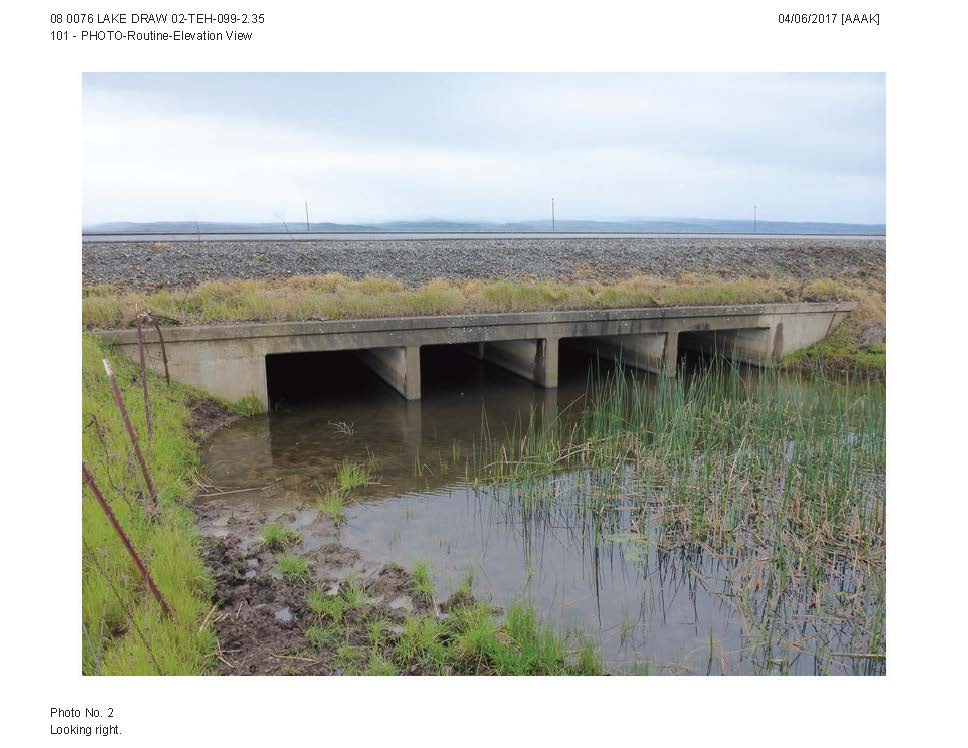 08 0076 LAKE DRAW 02-TEH-099-2.35
04/06/2017 [AAAK]
101 - PHOTO-Routine-Elevation View
Photo No. 2
Looking right.